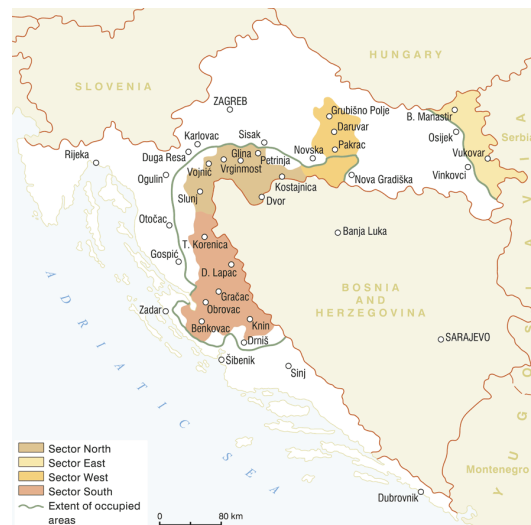 HUNGARY
SLOVENIA
ZAGREB
Grubišno Polje
B. Manastir
Daruvar
Osijek
Serbia
Karlovac
Sisak
Novska
Pakrac
Vukovar
Rijeka
Duga Resa
Glina
Petrinja
Vojnić
Vrginmost
Vinkovci
Ogulin
Kostajnica
Nova Gradiška
Slunj
Dvor
Otočac
T. Korenica
Banja Luka
Gospić
D. Lapac
BOSNIA
AND
HERZEGOVINA
Gračac
Zadar
Obrovac
Benkovac
Knin
Drniš
SARAJEVO
Šibenik
Sinj
ADRIATIC SEA
YUGOSLAVIA
Montenegro
Dubrovnik
Sector North
Sector East
Sector West
Sector South
Extent of occupied
areas
0 80 km